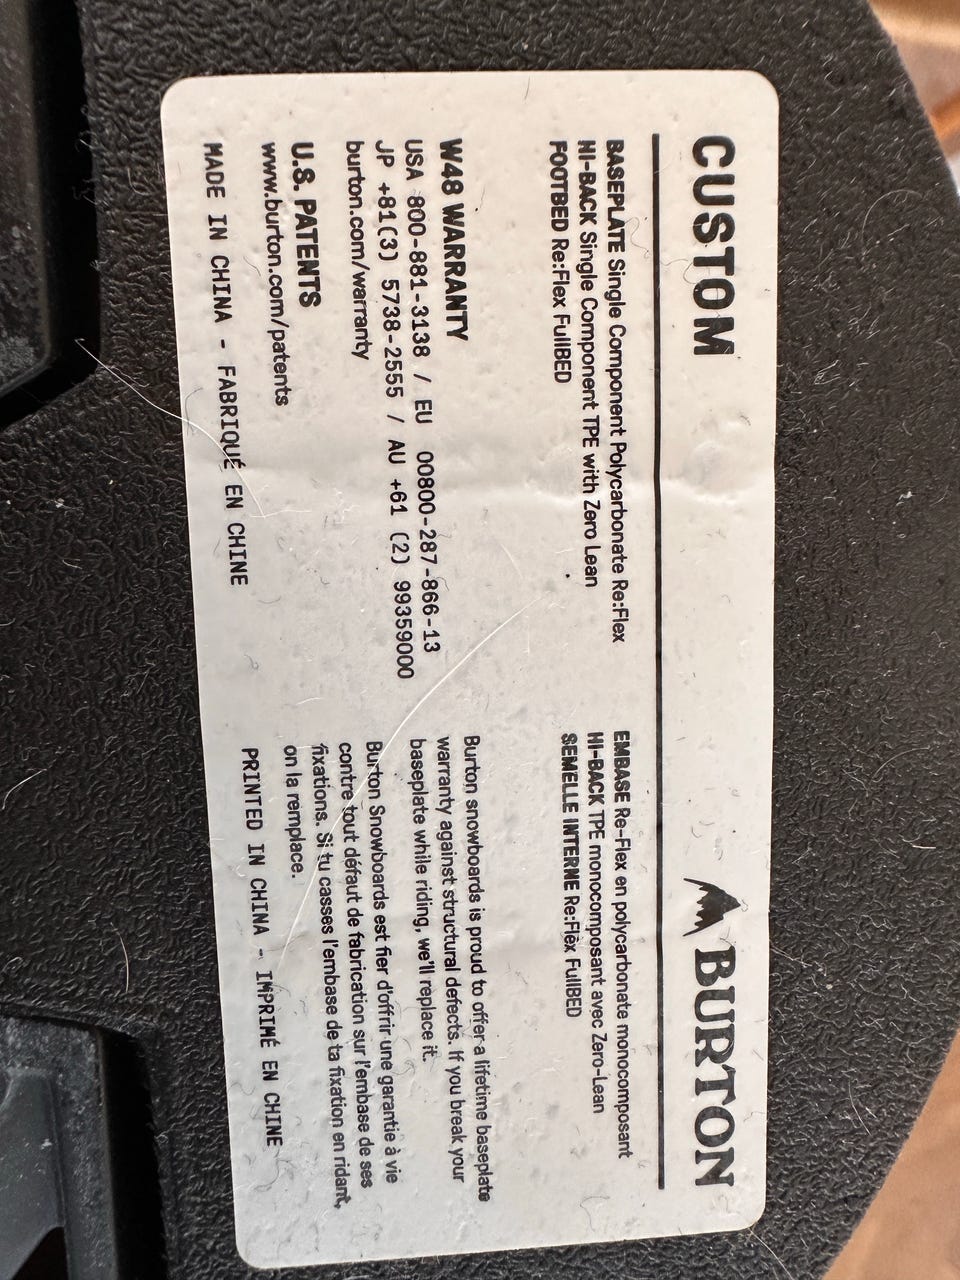 CUSTOM
BURTON
BASEPLATE Single Component Polycarbonate Re:Flex
HI-BACK Single Component TPE with Zero Lean
FOOTBED Re:Flex FullBED
EMBASE Re-Flex en polycarbonate monocomposant
HI-BACK TPE monocomposant avec Zero-Lean
SEMELLE INTERNE Re:Flex FullBED
W48 WARRANTY
USA 800-881-3138 / EU 00800-287-866-13
JP +81(3) 5738-2555 / AU +61 (2) 99359000
burton.com/warranty
U.S. PATENTS
www.burton.com/patents
MADE IN CHINA - FABRIQUÉ EN CHINE
Burton snowboards is proud to offer a lifetime baseplate
warranty against structural defects. If you break your
baseplate while riding, we'll replace it.
Burton Snowboards est fier d'offrir une garantie à vie
contre tout défaut de fabrication sur l'embase de ses
fixations. Si tu casses l'embase de ta fixation en ridant,
on la remplace.
PRINTED IN CHINA - IMPRIMÉ EN CHINE